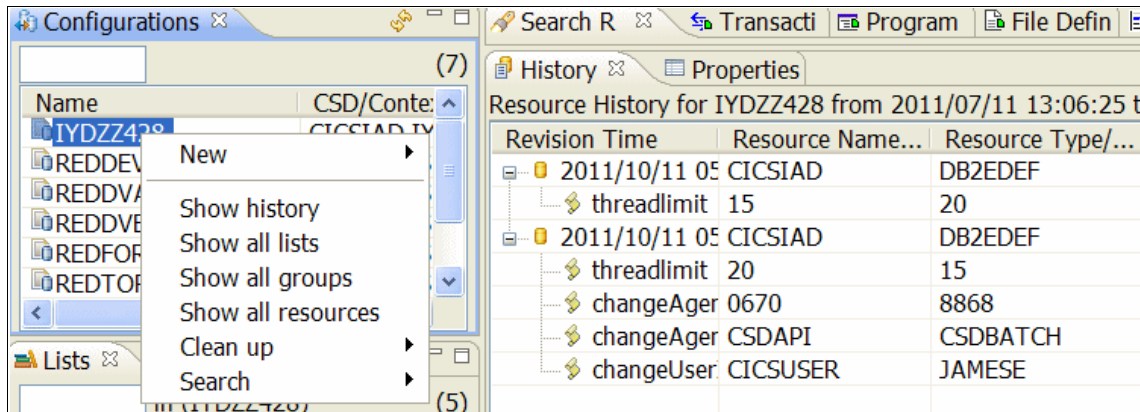 Configurations
(7)
Name CSD/Conte
IYDZZ428 CICSIAD IY
REDDEV
REDDVA
REDDVE
REDFOR
REDTOP
New
Show history
Show all lists
Show all groups
Show all resources
Clean up
Search
Lists
in (IYDZZ428) (5)
Search R Transacti Program File Defin
History Properties
Resource History for IYDZZ428 from 2011/07/11 13:06:25 t
Revision Time Resource Name... Resource Type/...
2011/10/11 05 CICSIAD DB2EDEF
threadlimit 15 20
2011/10/11 05 CICSIAD DB2EDEF
threadlimit 20 15
changeAger 0670 8868
changeAger CSDAPI CSDBATCH
changeUser CICSUSER JAMESE